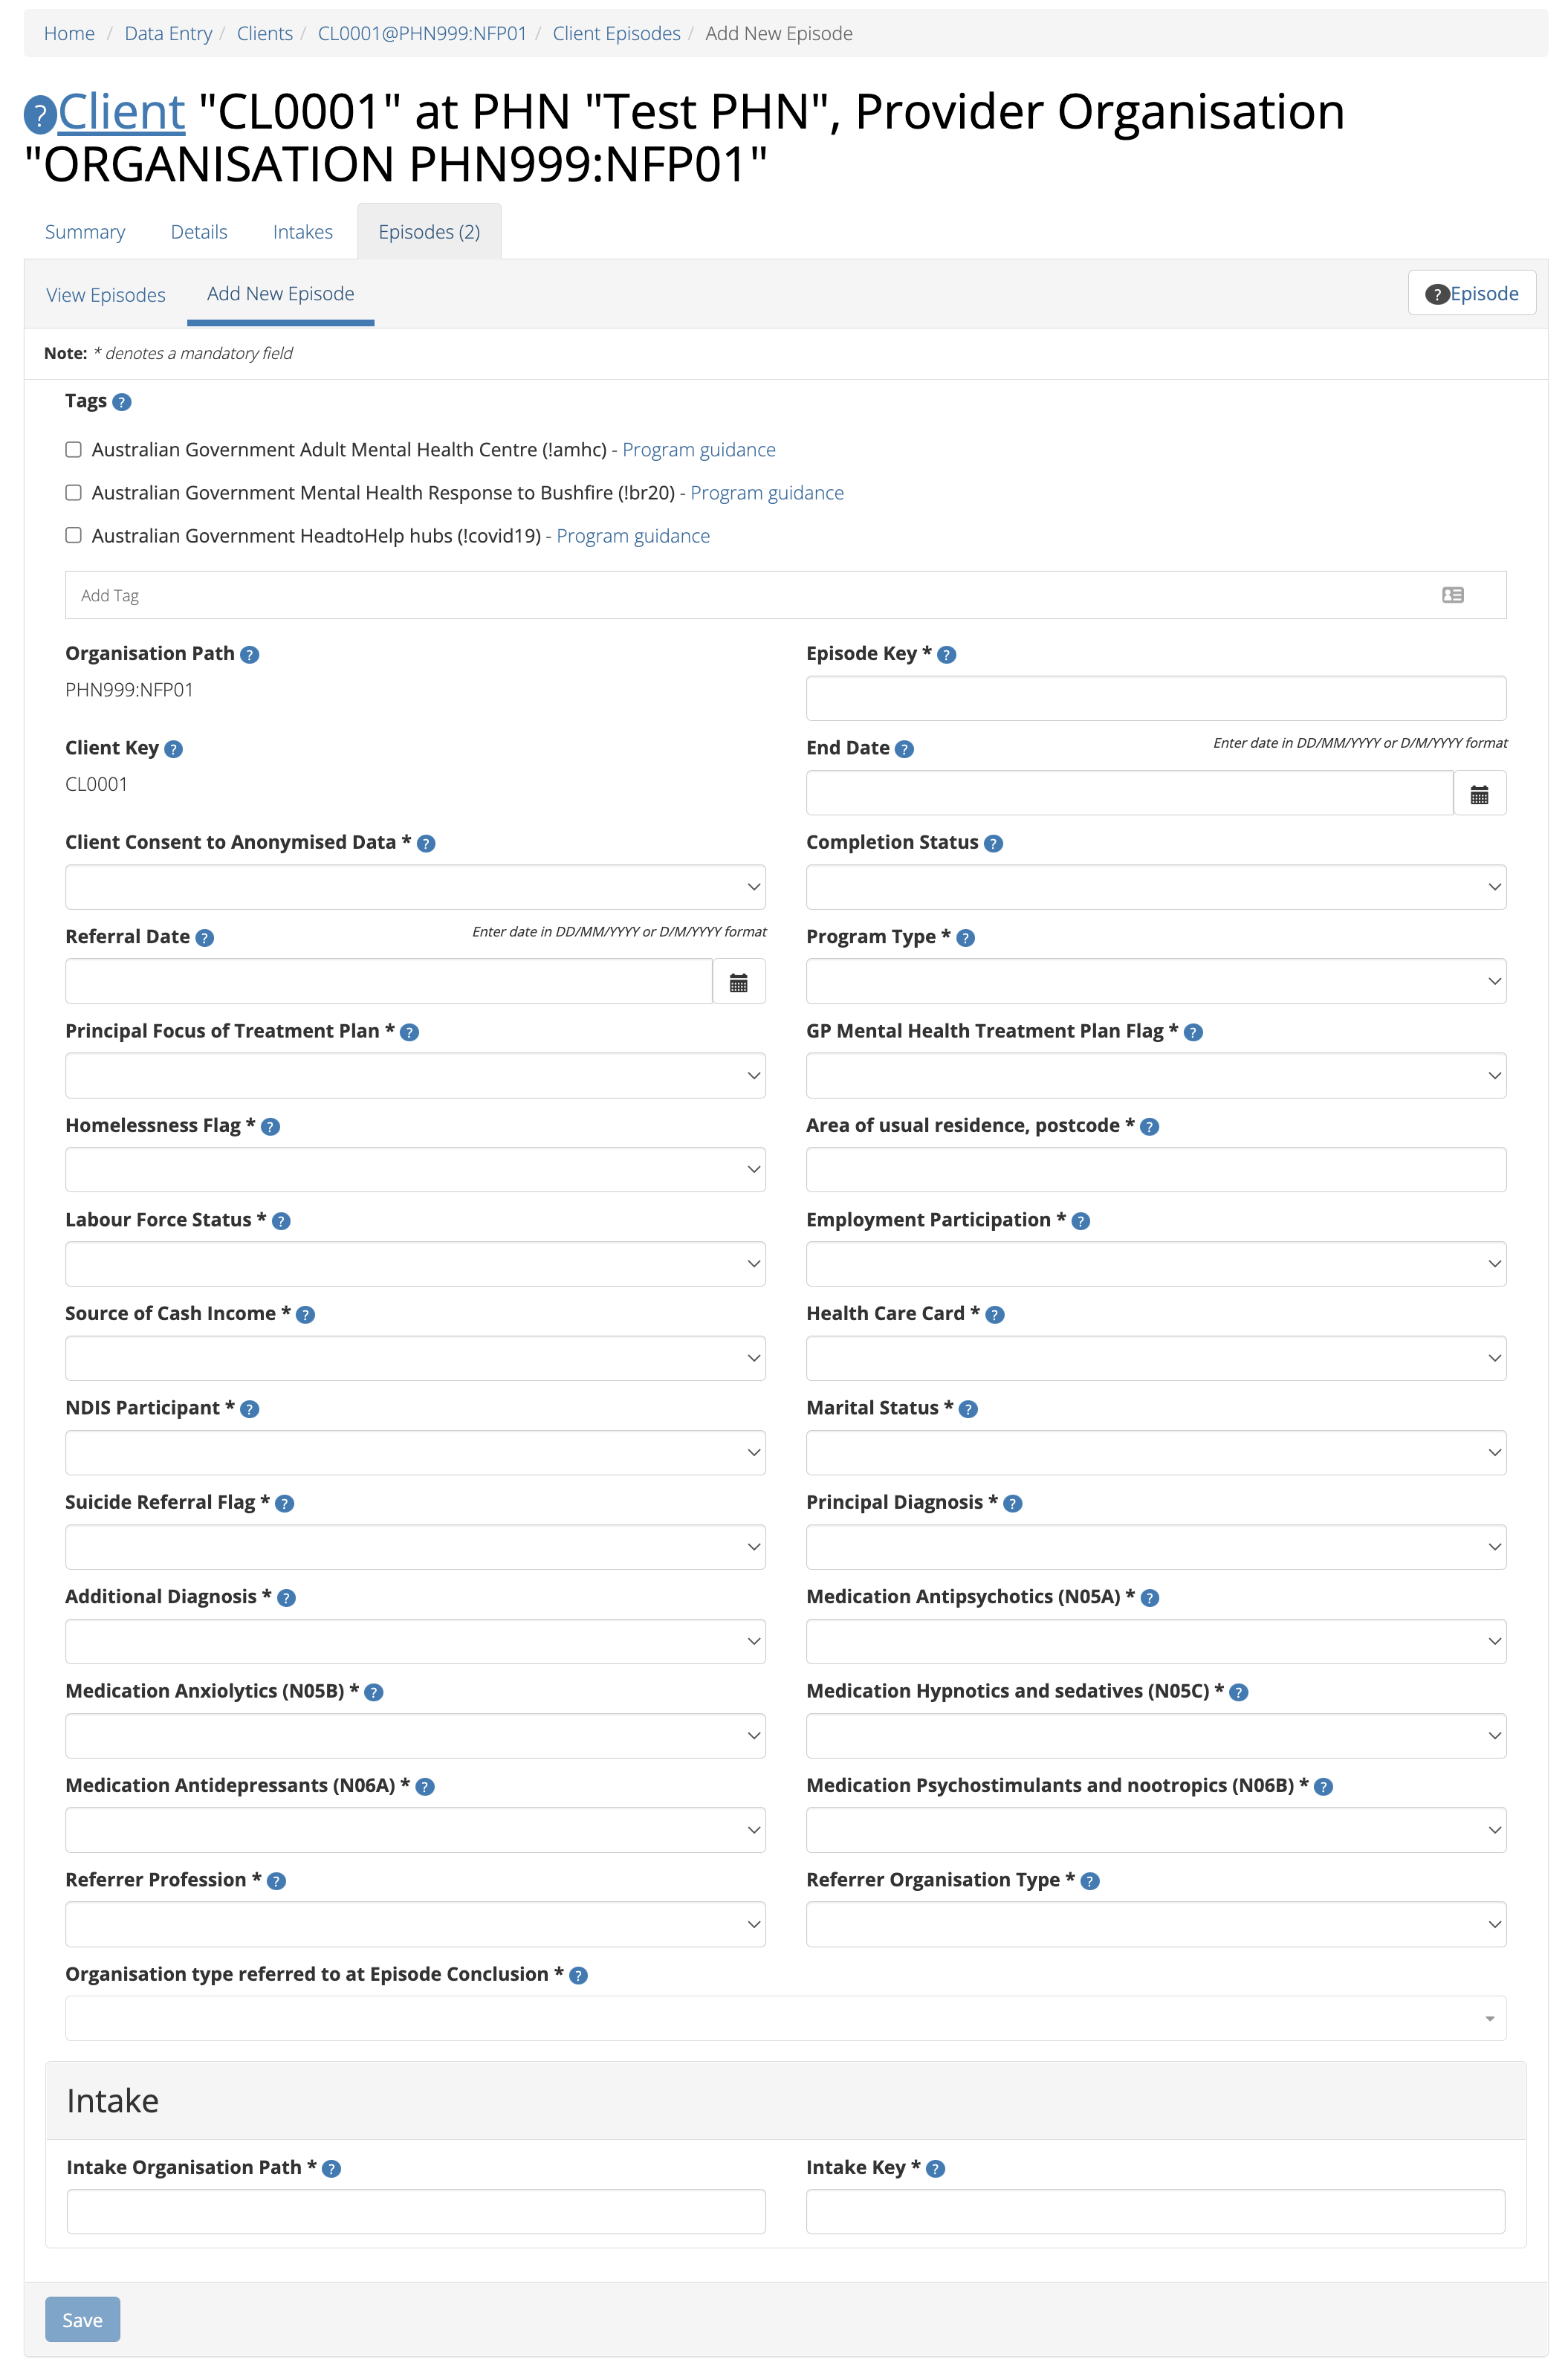 Home / Data Entry / Clients / CL0001@PHN999:NFP01 / Client Episodes / Add New Episode
? Client "CL0001" at PHN "Test PHN", Provider Organisation
"ORGANISATION PHN999:NFP01"
Summary Details Intakes Episodes (2)
View Episodes Add New Episode ? Episode
Note: * denotes a mandatory field
Tags ?
Australian Government Adult Mental Health Centre (!amhc) - Program guidance
Australian Government Mental Health Response to Bushfire (!br20) - Program guidance
Australian Government HeadtoHelp hubs (!covid19) - Program guidance
Add Tag
Organisation Path ? Episode Key * ?
PHN999:NFP01
Client Key ? End Date ? Enter date in DD/MM/YYYY or D/M/YYYY format
CL0001
Client Consent to Anonymised Data * ? Completion Status ?
Referral Date ? Enter date in DD/MM/YYYY or D/M/YYYY format Program Type * ?
Principal Focus of Treatment Plan * ? GP Mental Health Treatment Plan Flag * ?
Homelessness Flag * ? Area of usual residence, postcode * ?
Labour Force Status * ? Employment Participation * ?
Source of Cash Income * ? Health Care Card * ?
NDIS Participant * ? Marital Status * ?
Suicide Referral Flag * ? Principal Diagnosis * ?
Additional Diagnosis * ? Medication Antipsychotics (N05A) * ?
Medication Anxiolytics (N05B) * ? Medication Hypnotics and sedatives (N05C) * ?
Medication Antidepressants (N06A) * ? Medication Psychostimulants and nootropics (N06B) * ?
Referrer Profession * ? Referrer Organisation Type * ?
Organisation type referred to at Episode Conclusion * ?
Intake
Intake Organisation Path * ? Intake Key * ?
Save